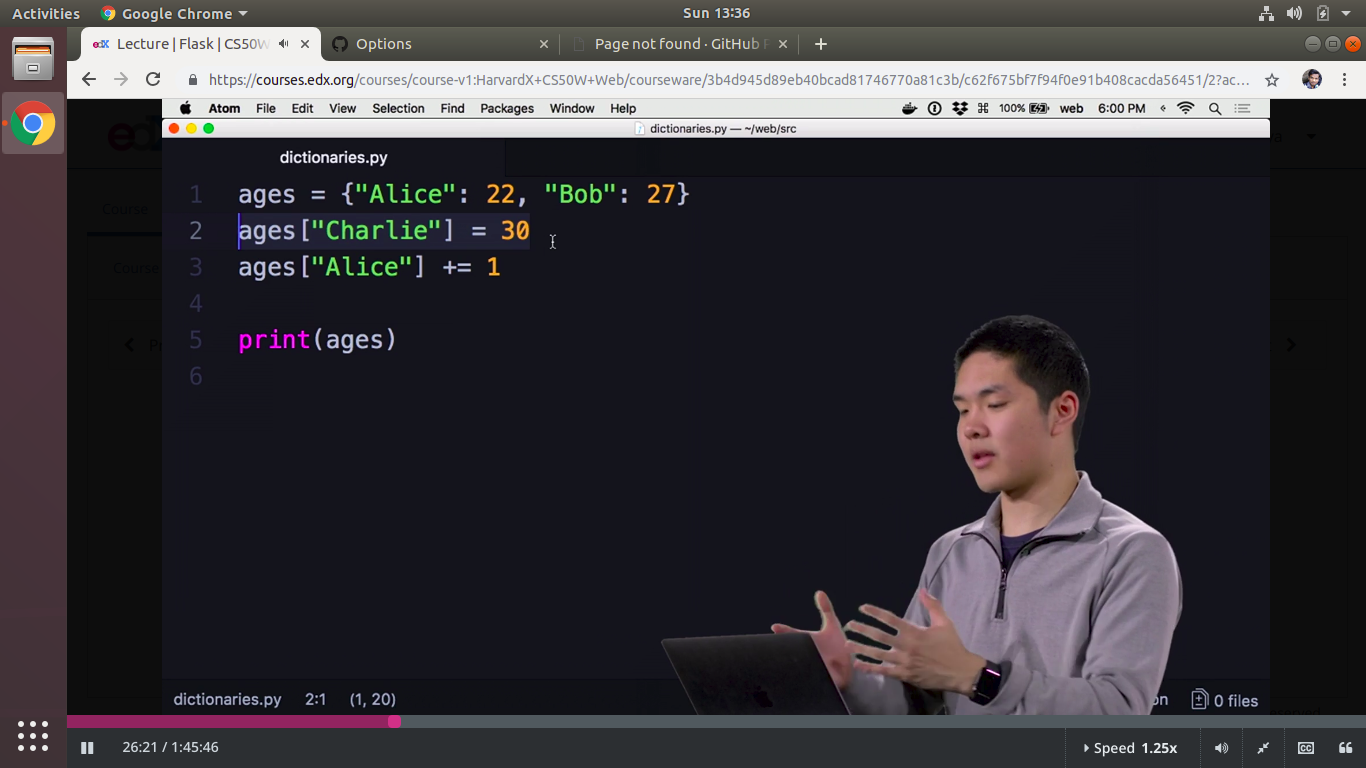 Activities Google Chrome Sun 13:36
Lecture | Flask | CS50W Options Page not found · GitHub P
https://courses.edx.org/courses/course-v1:HarvardX+CS50W+Web/courseware/3b4d945d89eb40bcad81746770a81c3b/c62f675bf7f94f0e91b408cacda56451/2?ac...
Atom File Edit View Selection Find Packages Window Help 100% web 6:00 PM
dictionaries.py — ~/web/src
dictionaries.py
1 ages = {"Alice": 22, "Bob": 27}
2 ages["Charlie"] = 30
3 ages["Alice"] += 1
4
5 print(ages)
6
Course
Course
dictionaries.py 2:1 (1, 20) on 0 files
26:21 / 1:45:46 Speed 1.25x CC